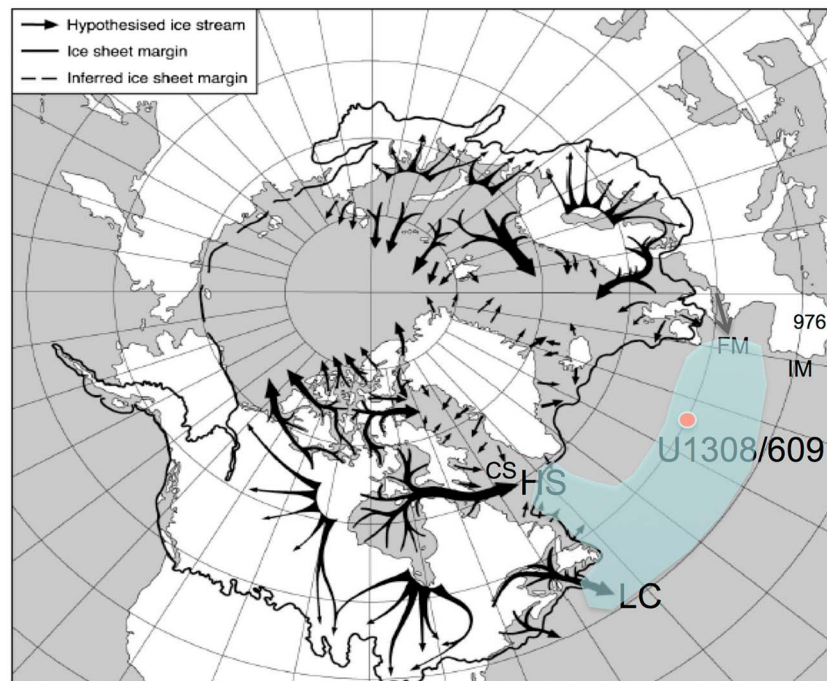 Hypothesised ice stream
Ice sheet margin
Inferred ice sheet margin
976
FM
IM
U1308/609
CS
HS
LC